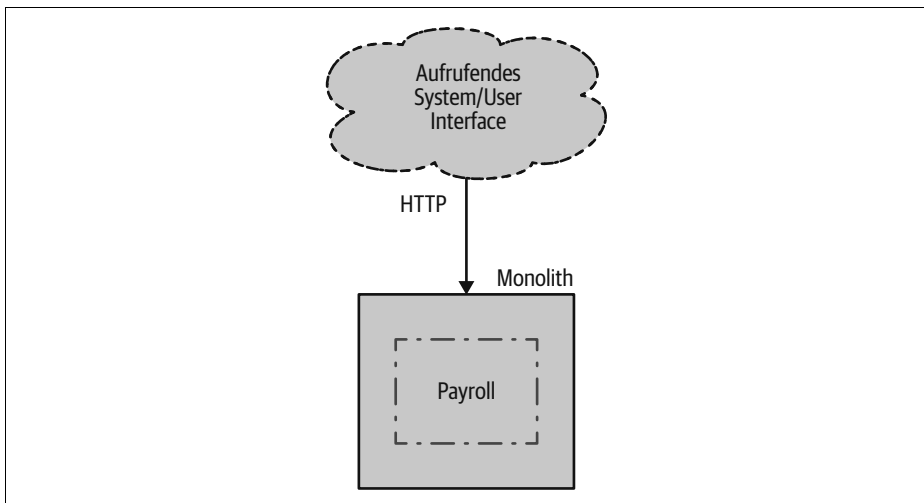 Aufrufendes
System/User
Interface
HTTP
Monolith
Payroll